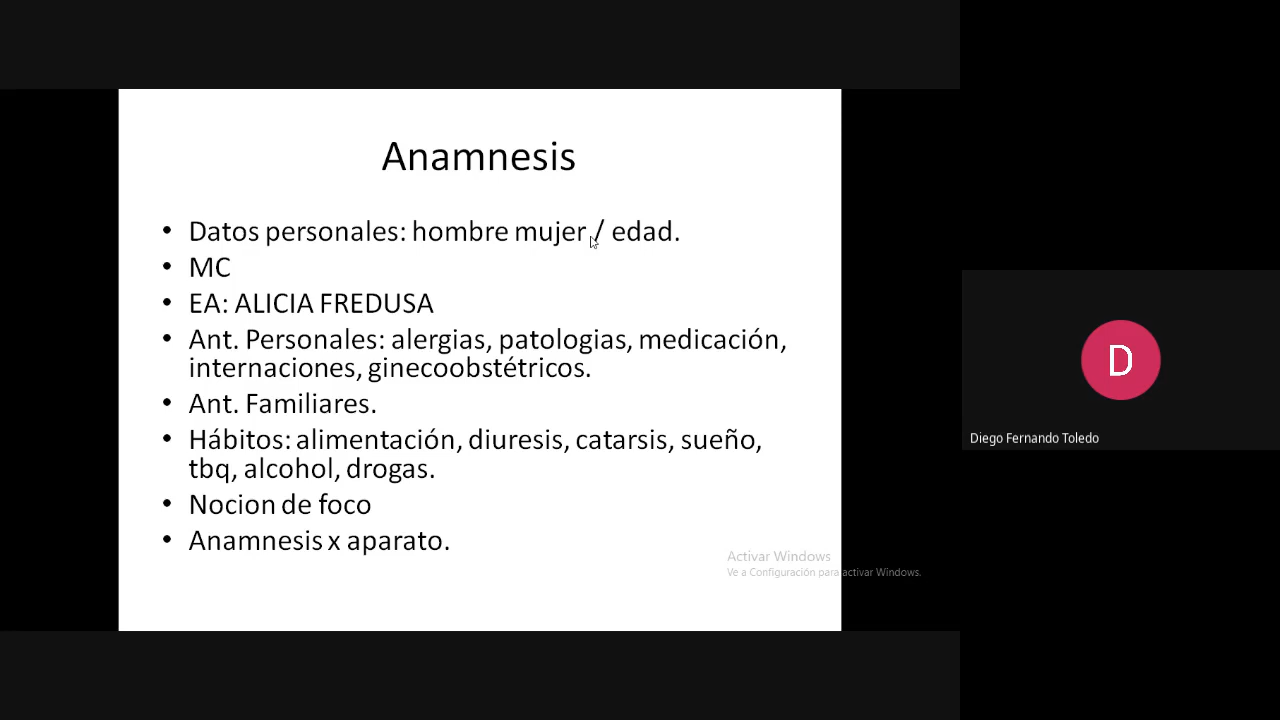 Anamnesis
• Datos personales: hombre mujer / edad.
• MC
• EA: ALICIA FREDUSA
• Ant. Personales: alergias, patologias, medicación,
internaciones, ginecoobstétricos.
• Ant. Familiares.
• Hábitos: alimentación, diuresis, catarsis, sueño,
tbq, alcohol, drogas.
• Nocion de foco
• Anamnesis x aparato.
Activar Windows
Ve a Configuración para activar Windows.
D
Diego Fernando Toledo